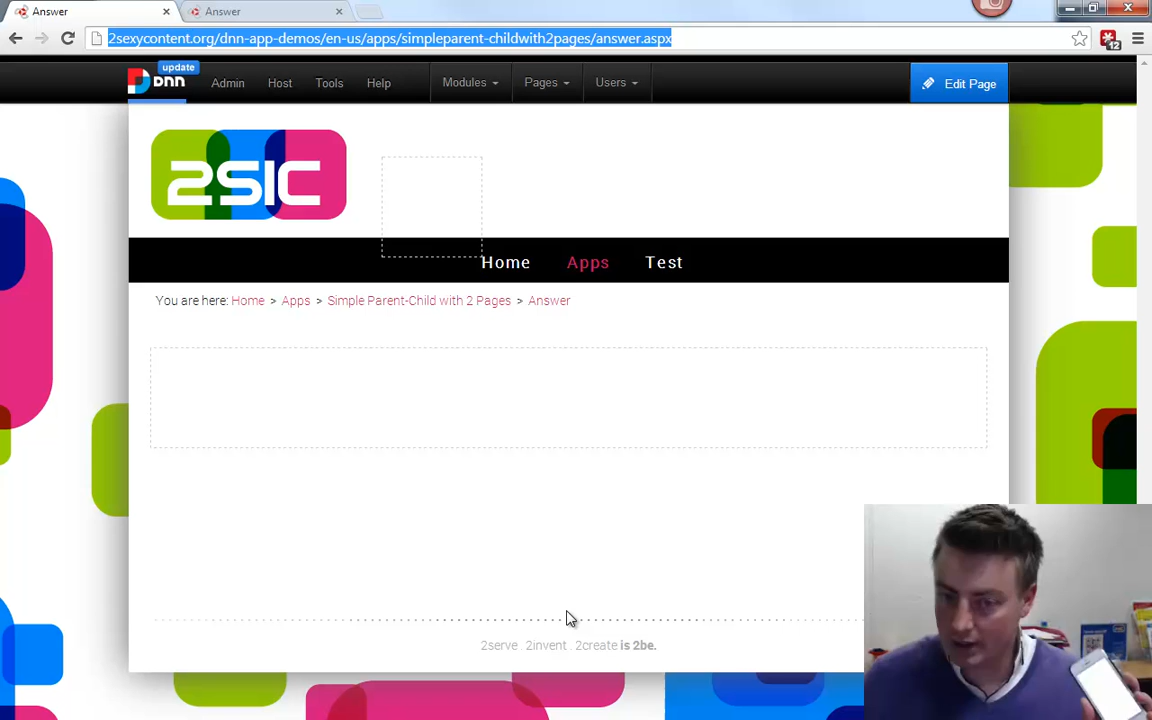 Answer
Answer
2sexycontent.org/dnn-app-demos/en-us/apps/simpleparent-childwith2pages/answer.aspx
12
update
DNN
Admin
Host
Tools
Help
Modules
Pages
Users
Edit Page
2SIC
Home
Apps
Test
You are here: Home > Apps > Simple Parent-Child with 2 Pages > Answer
2serve . 2invent . 2create is 2be.